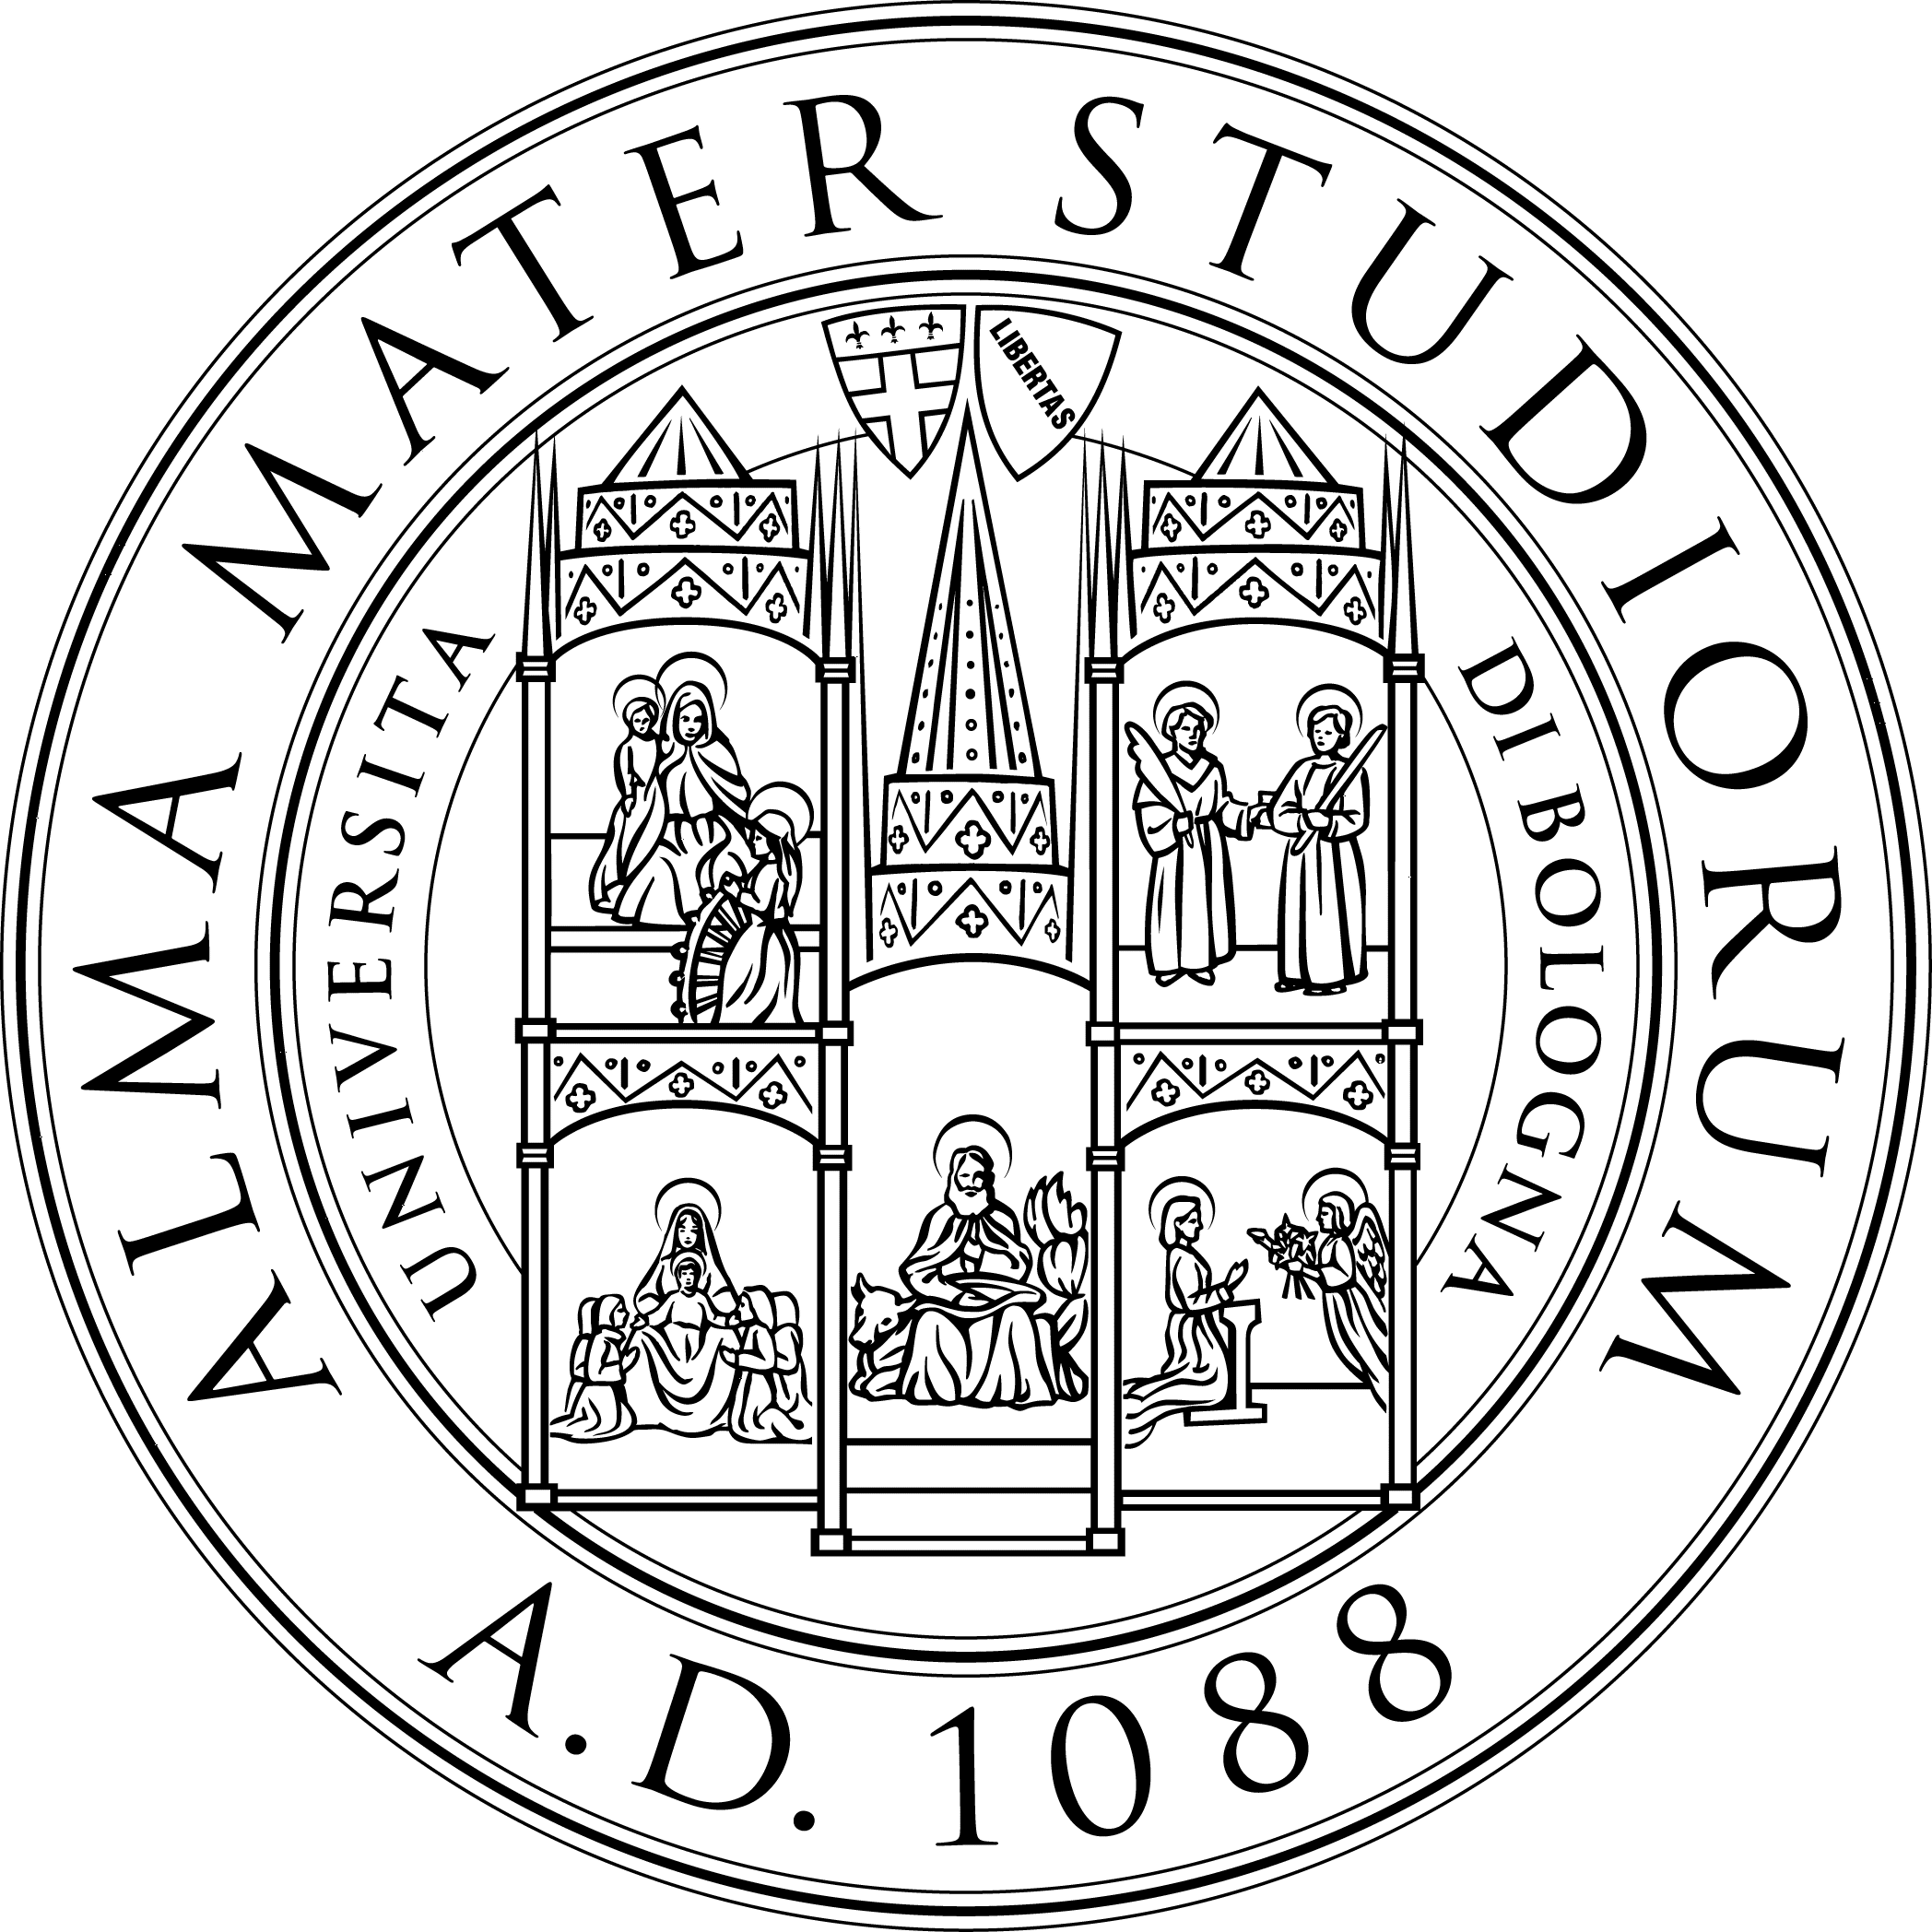 ALMA MATER STUDIORUM
A.D. 1088
UNIVERSITA
DI BOLOGNA
LIBERTAS